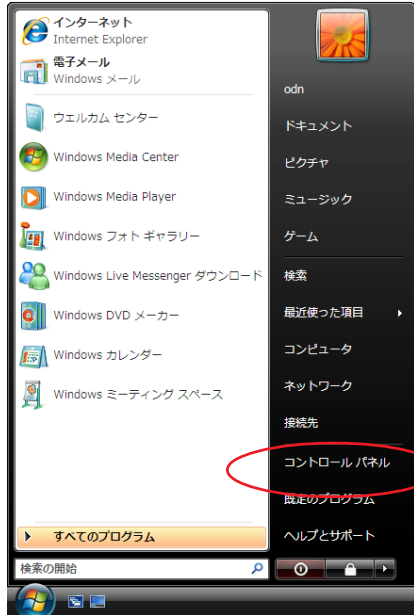 インターネット
Internet Explorer
電子メール
Windows メール
ウェルカム センター
Windows Media Center
Windows Media Player
Windows フォト ギャラリー
Windows Live Messenger ダウンロード
Windows DVD メーカー
Windows カレンダー
Windows ミーティング スペース
すべてのプログラム
検索の開始
odn
ドキュメント
ピクチャ
ミュージック
ゲーム
検索
最近使った項目
コンピュータ
ネットワーク
接続先
コントロール パネル
既定のプログラム
ヘルプとサポート